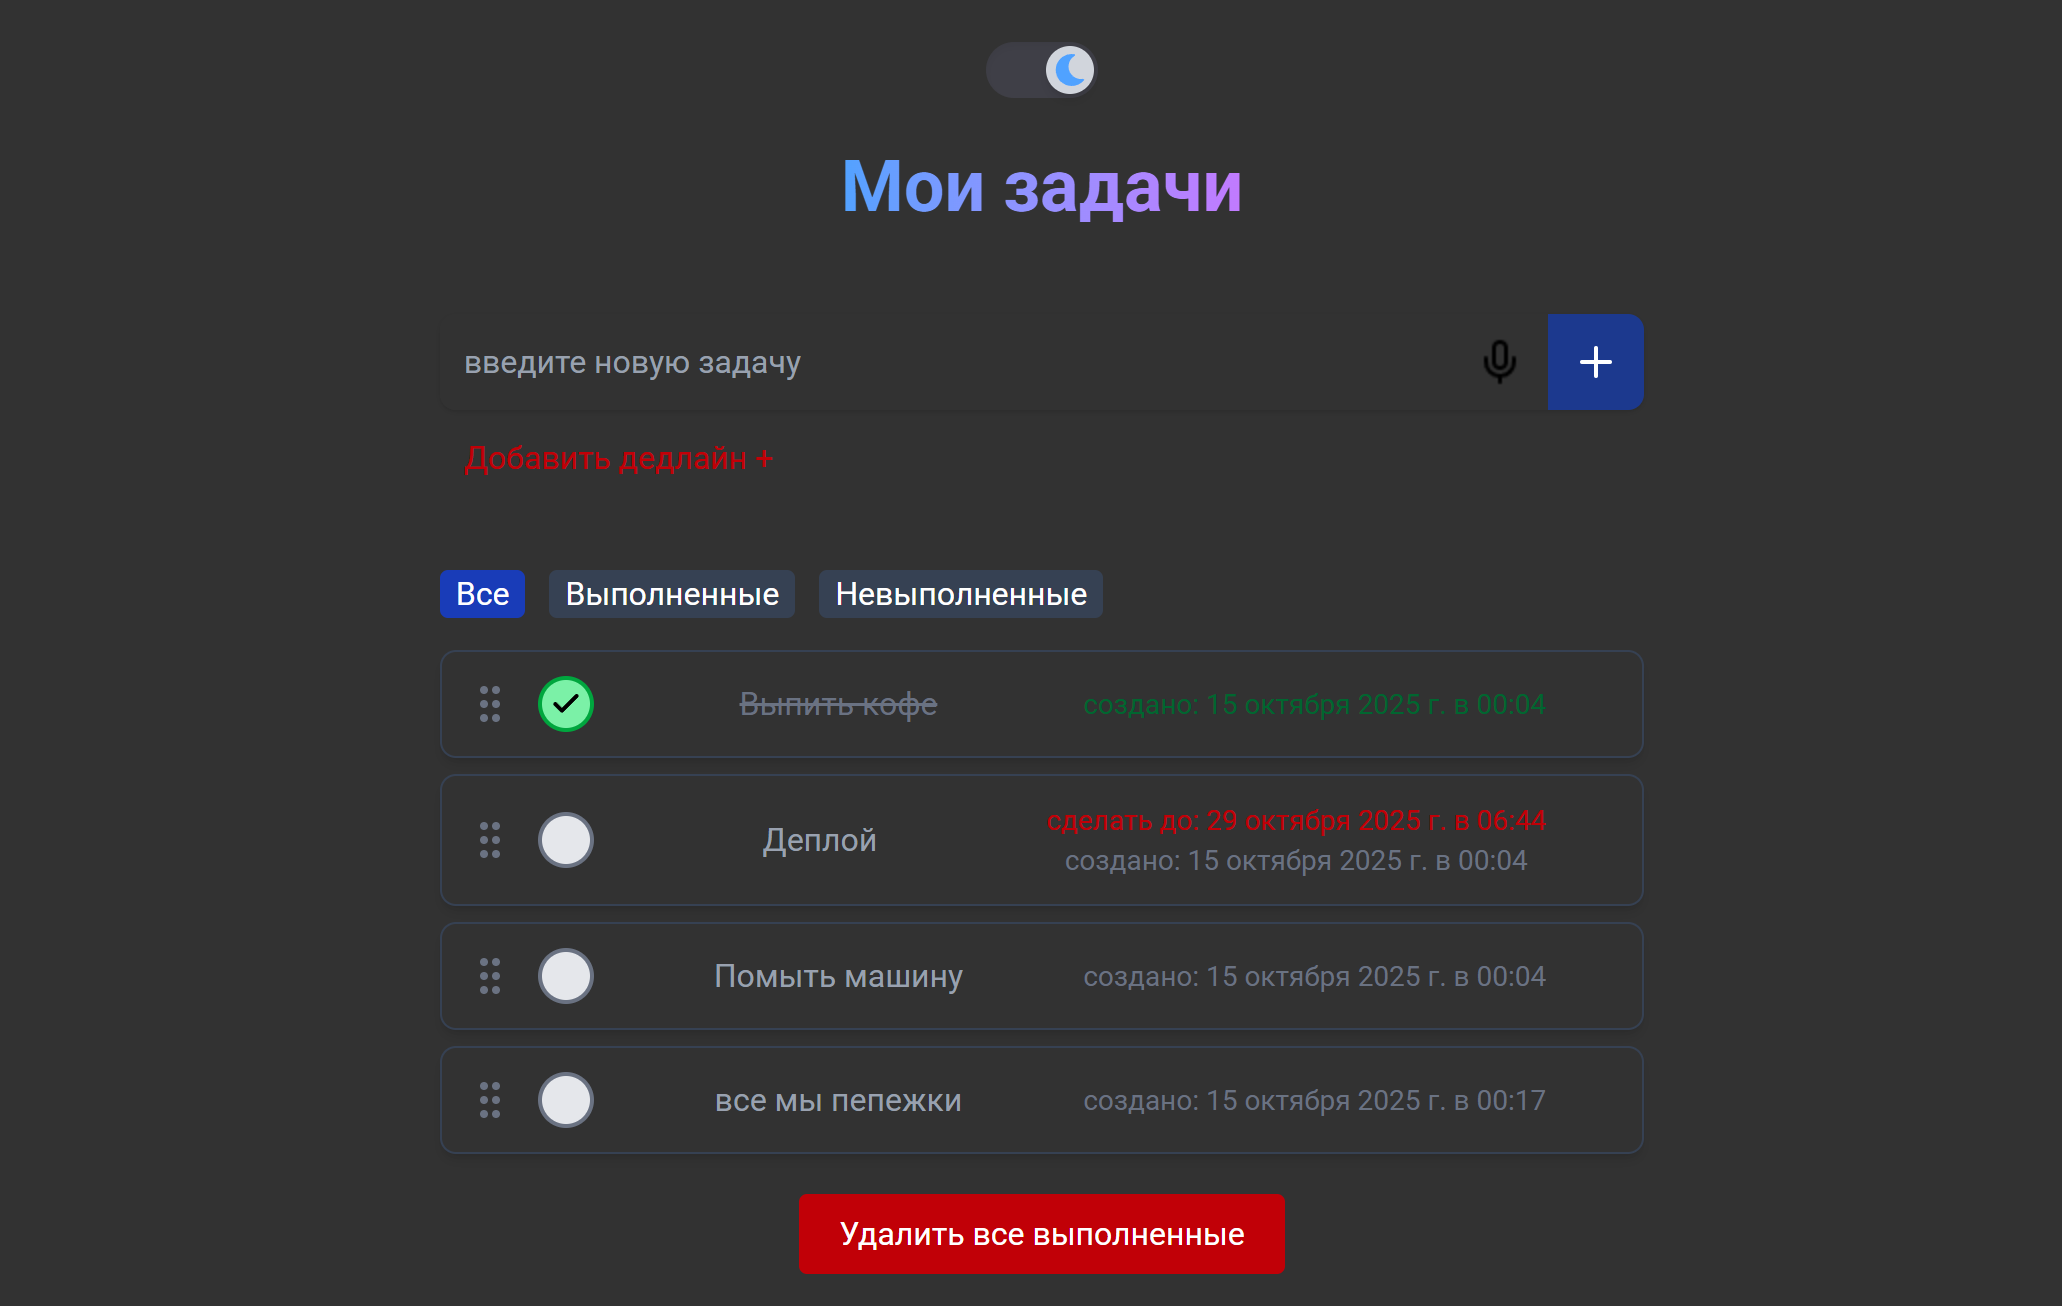 Мои задачи
введите новую задачу
Добавить дедлайн +
Все Выполненные Невыполненные
Выпить кофе создано: 15 октября 2025 г. в 00:04
сделать до: 29 октября 2025 г. в 06:44
Деплой
создано: 15 октября 2025 г. в 00:04
Помыть машину создано: 15 октября 2025 г. в 00:04
все мы пепежки создано: 15 октября 2025 г. в 00:17
Удалить все выполненные